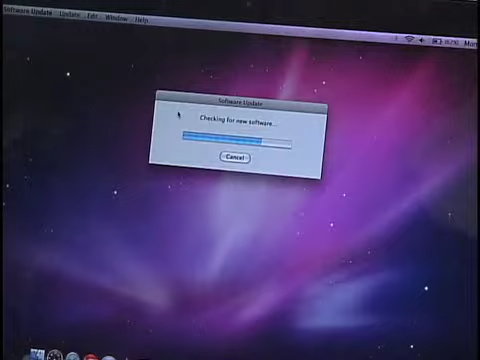 Software Update Update Edit Window Help
Software Update
Checking for new software...
Cancel